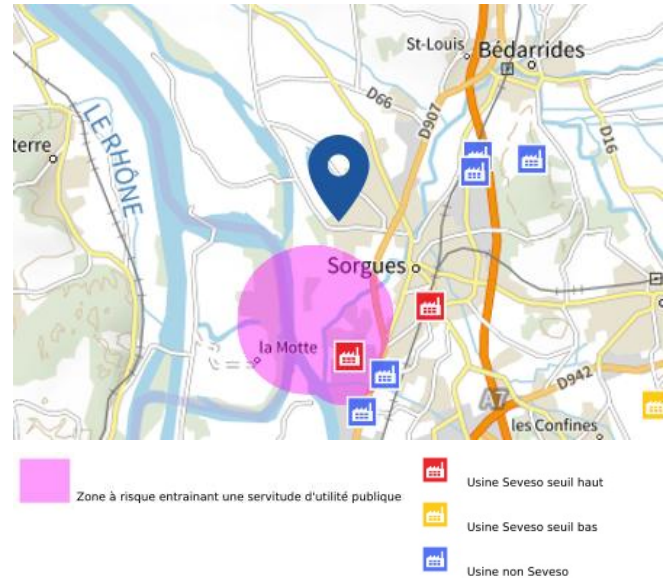 St-Louis
Bédarrides
D66
D907
D16
terre
LE RHÔNE
Sorgues
la Motte
D942
A7
les Confines
Zone à risque entrainant une servitude d'utilité publique
Usine Seveso seuil haut
Usine Seveso seuil bas
Usine non Seveso